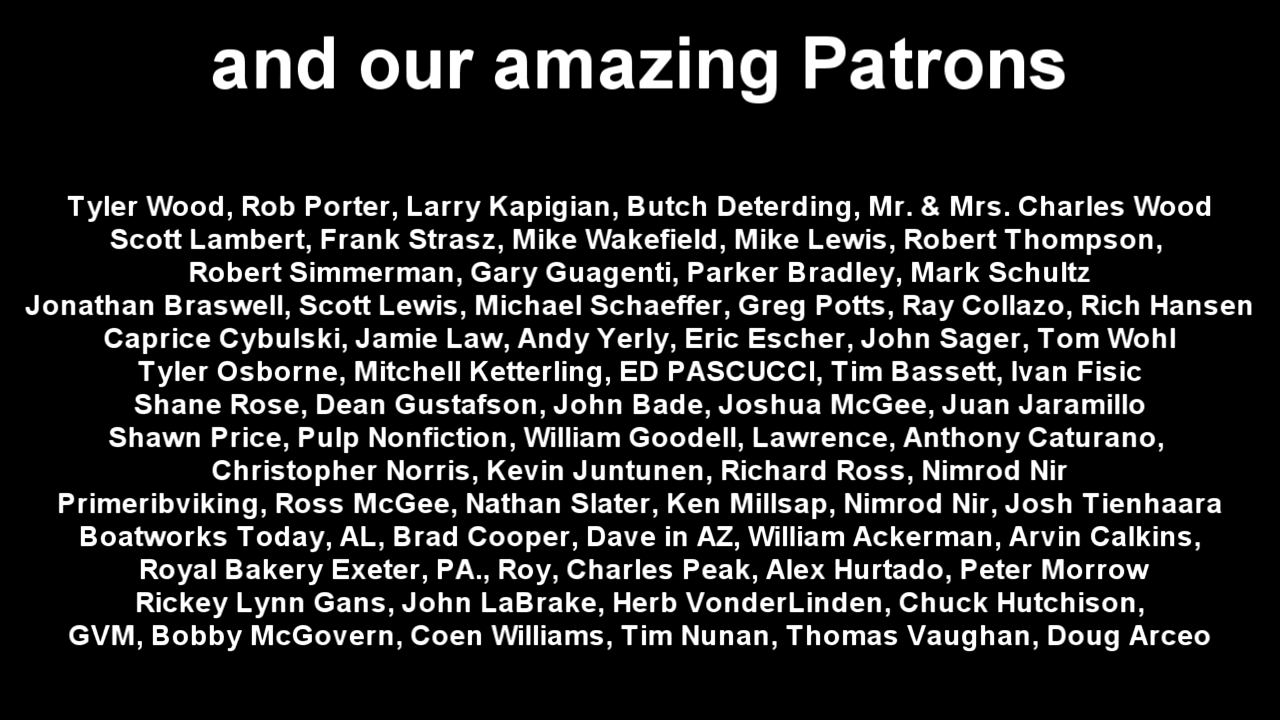 and our amazing Patrons
Tyler Wood, Rob Porter, Larry Kapigian, Butch Deterding, Mr. & Mrs. Charles Wood
Scott Lambert, Frank Strasz, Mike Wakefield, Mike Lewis, Robert Thompson,
Robert Simmerman, Gary Guagenti, Parker Bradley, Mark Schultz
Jonathan Braswell, Scott Lewis, Michael Schaeffer, Greg Potts, Ray Collazo, Rich Hansen
Caprice Cybulski, Jamie Law, Andy Yerly, Eric Escher, John Sager, Tom Wohl
Tyler Osborne, Mitchell Ketterling, ED PASCUCCI, Tim Bassett, Ivan Fisic
Shane Rose, Dean Gustafson, John Bade, Joshua McGee, Juan Jaramillo
Shawn Price, Pulp Nonfiction, William Goodell, Lawrence, Anthony Caturano,
Christopher Norris, Kevin Juntunen, Richard Ross, Nimrod Nir
Primeribviking, Ross McGee, Nathan Slater, Ken Millsap, Nimrod Nir, Josh Tienhaara
Boatworks Today, AL, Brad Cooper, Dave in AZ, William Ackerman, Arvin Calkins,
Royal Bakery Exeter, PA., Roy, Charles Peak, Alex Hurtado, Peter Morrow
Rickey Lynn Gans, John LaBrake, Herb VonderLinden, Chuck Hutchison,
GVM, Bobby McGovern, Coen Williams, Tim Nunan, Thomas Vaughan, Doug Arceo